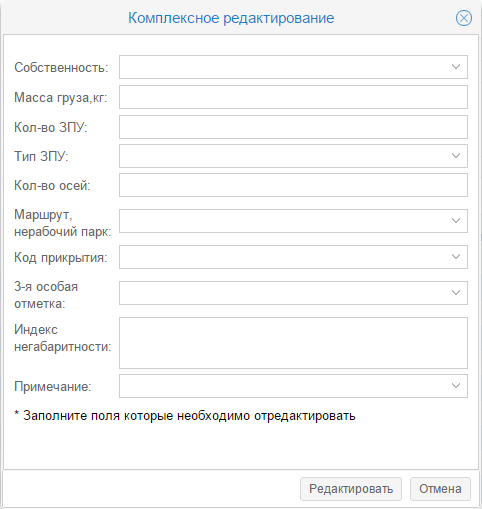 Комплексное редактирование
Собственность:
Масса груза,кг:
Кол-во ЗПУ:
Тип ЗПУ:
Кол-во осей:
Маршрут,
нерабочий парк:
Код прикрытия:
3-я особая
отметка:
Индекс
негабаритности:
Примечание:
* Заполните поля которые необходимо отредактировать
Редактировать Отмена